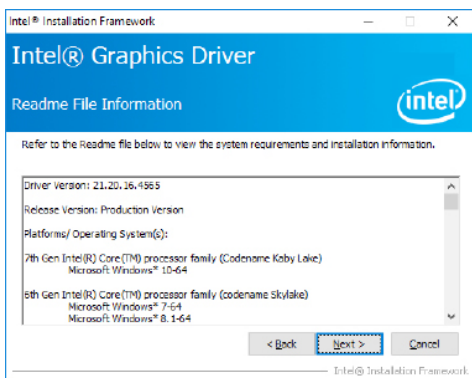 Intel® Installation Framework
Intel® Graphics Driver
Readme File Information
intel
Refer to the Readme file below to view the system requirements and installation information.
Driver Version: 21.20.16.4565
Release Version: Production Version
Platforms/ Operating System(s):
7th Gen Intel(R) Core(TM) processor family (Codename Kaby Lake)
Microsoft Windows* 10-64
6th Gen Intel(R) Core(TM) processor family (codename Skylake)
Microsoft Windows* 7-64
Microsoft Windows* 8.1-64
< Back
Next >
Cancel
Intel® Installation Framework